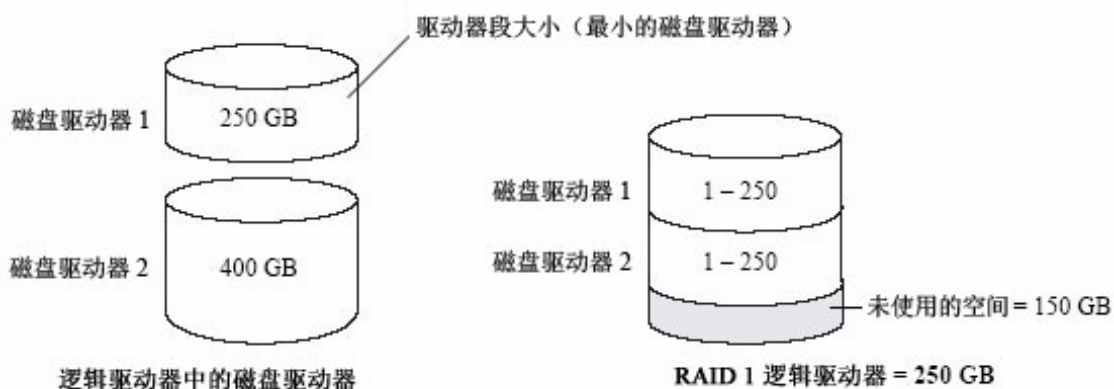 驱动器段大小（最小的磁盘驱动器）
磁盘驱动器 1
250 GB
磁盘驱动器 2
400 GB
逻辑驱动器中的磁盘驱动器
磁盘驱动器 1
1 – 250
磁盘驱动器 2
1 – 250
未使用的空间 = 150 GB
RAID 1 逻辑驱动器 = 250 GB